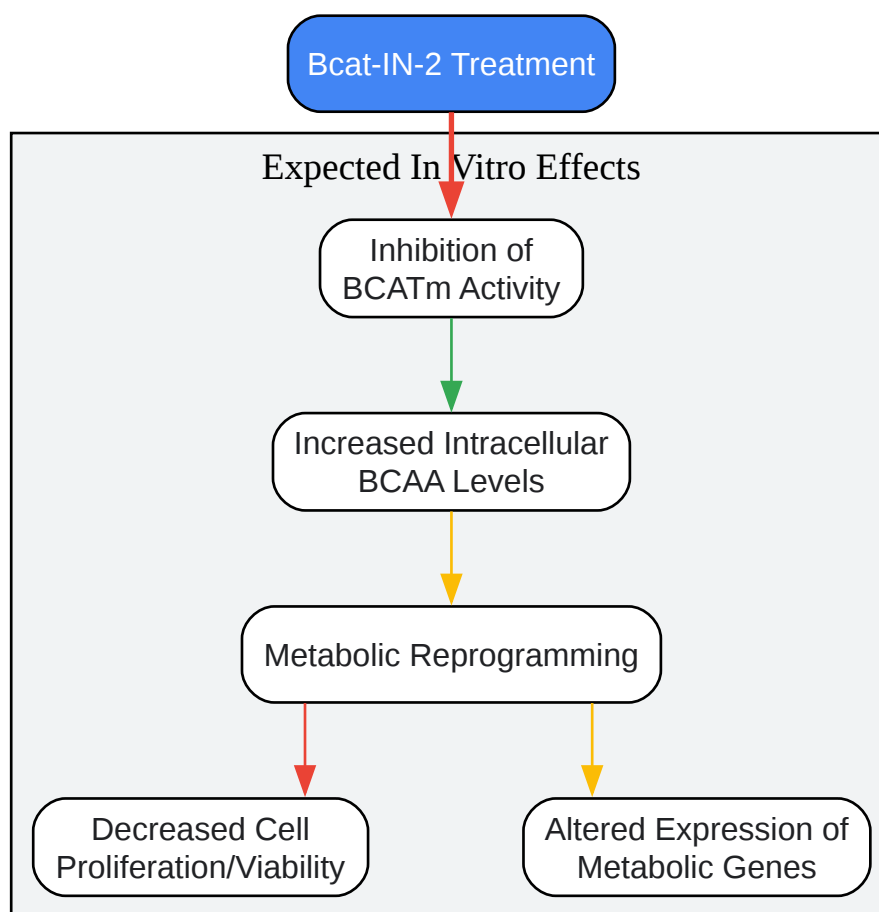 Bcat-IN-2 Treatment
Expected In Vitro Effects
Inhibition of
BCATm Activity
Increased Intracellular
BCAA Levels
Metabolic Reprogramming
Decreased Cell
Proliferation/Viability
Altered Expression of
Metabolic Genes